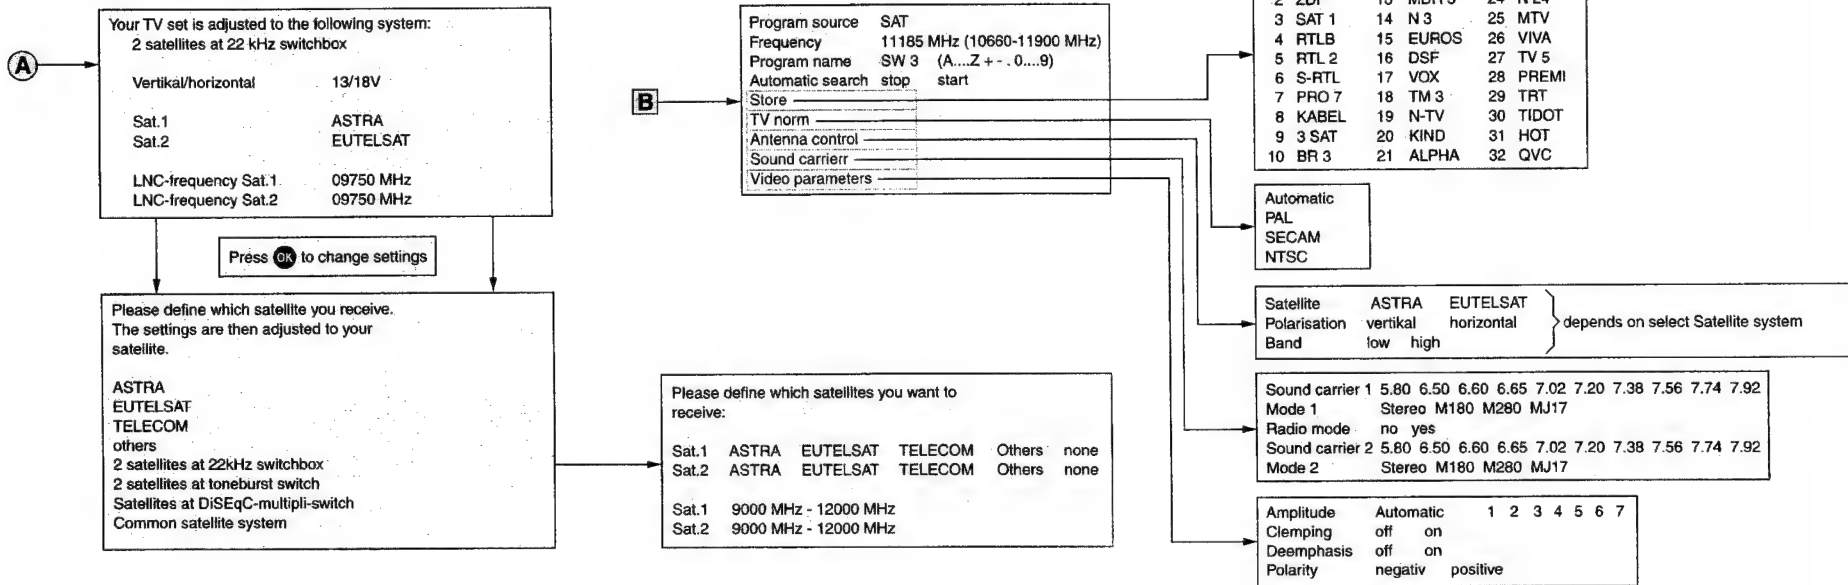 A
Your TV set is adjusted to the following system:
2 satellites at 22 kHz switchbox
Vertikal/horizontal 13/18V
Sat.1 ASTRA
Sat.2 EUTELSAT
LNC-frequency Sat.1 09750 MHz
LNC-frequency Sat.2 09750 MHz
Press OK to change settings
Please define which satellite you receive.
The settings are then adjusted to your
satellite.
ASTRA
EUTELSAT
TELECOM
others
2 satellites at 22kHz switchbox
2 satellites at toneburst switch
Satellites at DiSEqC-multipli-switch
Common satellite system
Please define which satellites you want to
receive:
Sat.1 ASTRA EUTELSAT TELECOM Others none
Sat.2 ASTRA EUTELSAT TELECOM Others none
Sat.1 9000 MHz - 12000 MHz
Sat.2 9000 MHz - 12000 MHz
B
Program source SAT
Frequency 11185 MHz (10660-11900 MHz)
Program name SW 3 (A....Z + - . 0....9)
Automatic search stop start
Store
TV norm
Antenna control
Sound carrierr
Video parameters
3 SAT 1 14 N 3 25 MTV
4 RTLB 15 EUROS 26 VIVA
5 RTL 2 16 DSF 27 TV 5
6 S-RTL 17 VOX 28 PREMI
7 PRO 7 18 TM 3 29 TRT
8 KABEL 19 N-TV 30 TIDOT
9 3 SAT 20 KIND 31 HOT
10 BR 3 21 ALPHA 32 QVC
Automatic
PAL
SECAM
NTSC
Satellite ASTRA EUTELSAT
Polarisation vertikal horizontal depends on select Satellite system
Band low high
Sound carrier 1 5.80 6.50 6.60 6.65 7.02 7.20 7.38 7.56 7.74 7.92
Mode 1 Stereo M180 M280 MJ17
Radio mode no yes
Sound carrier 2 5.80 6.50 6.60 6.65 7.02 7.20 7.38 7.56 7.74 7.92
Mode 2 Stereo M180 M280 MJ17
Amplitude Automatic 1 2 3 4 5 6 7
Clemping off on
Deemphasis off on
Polarity negativ positive